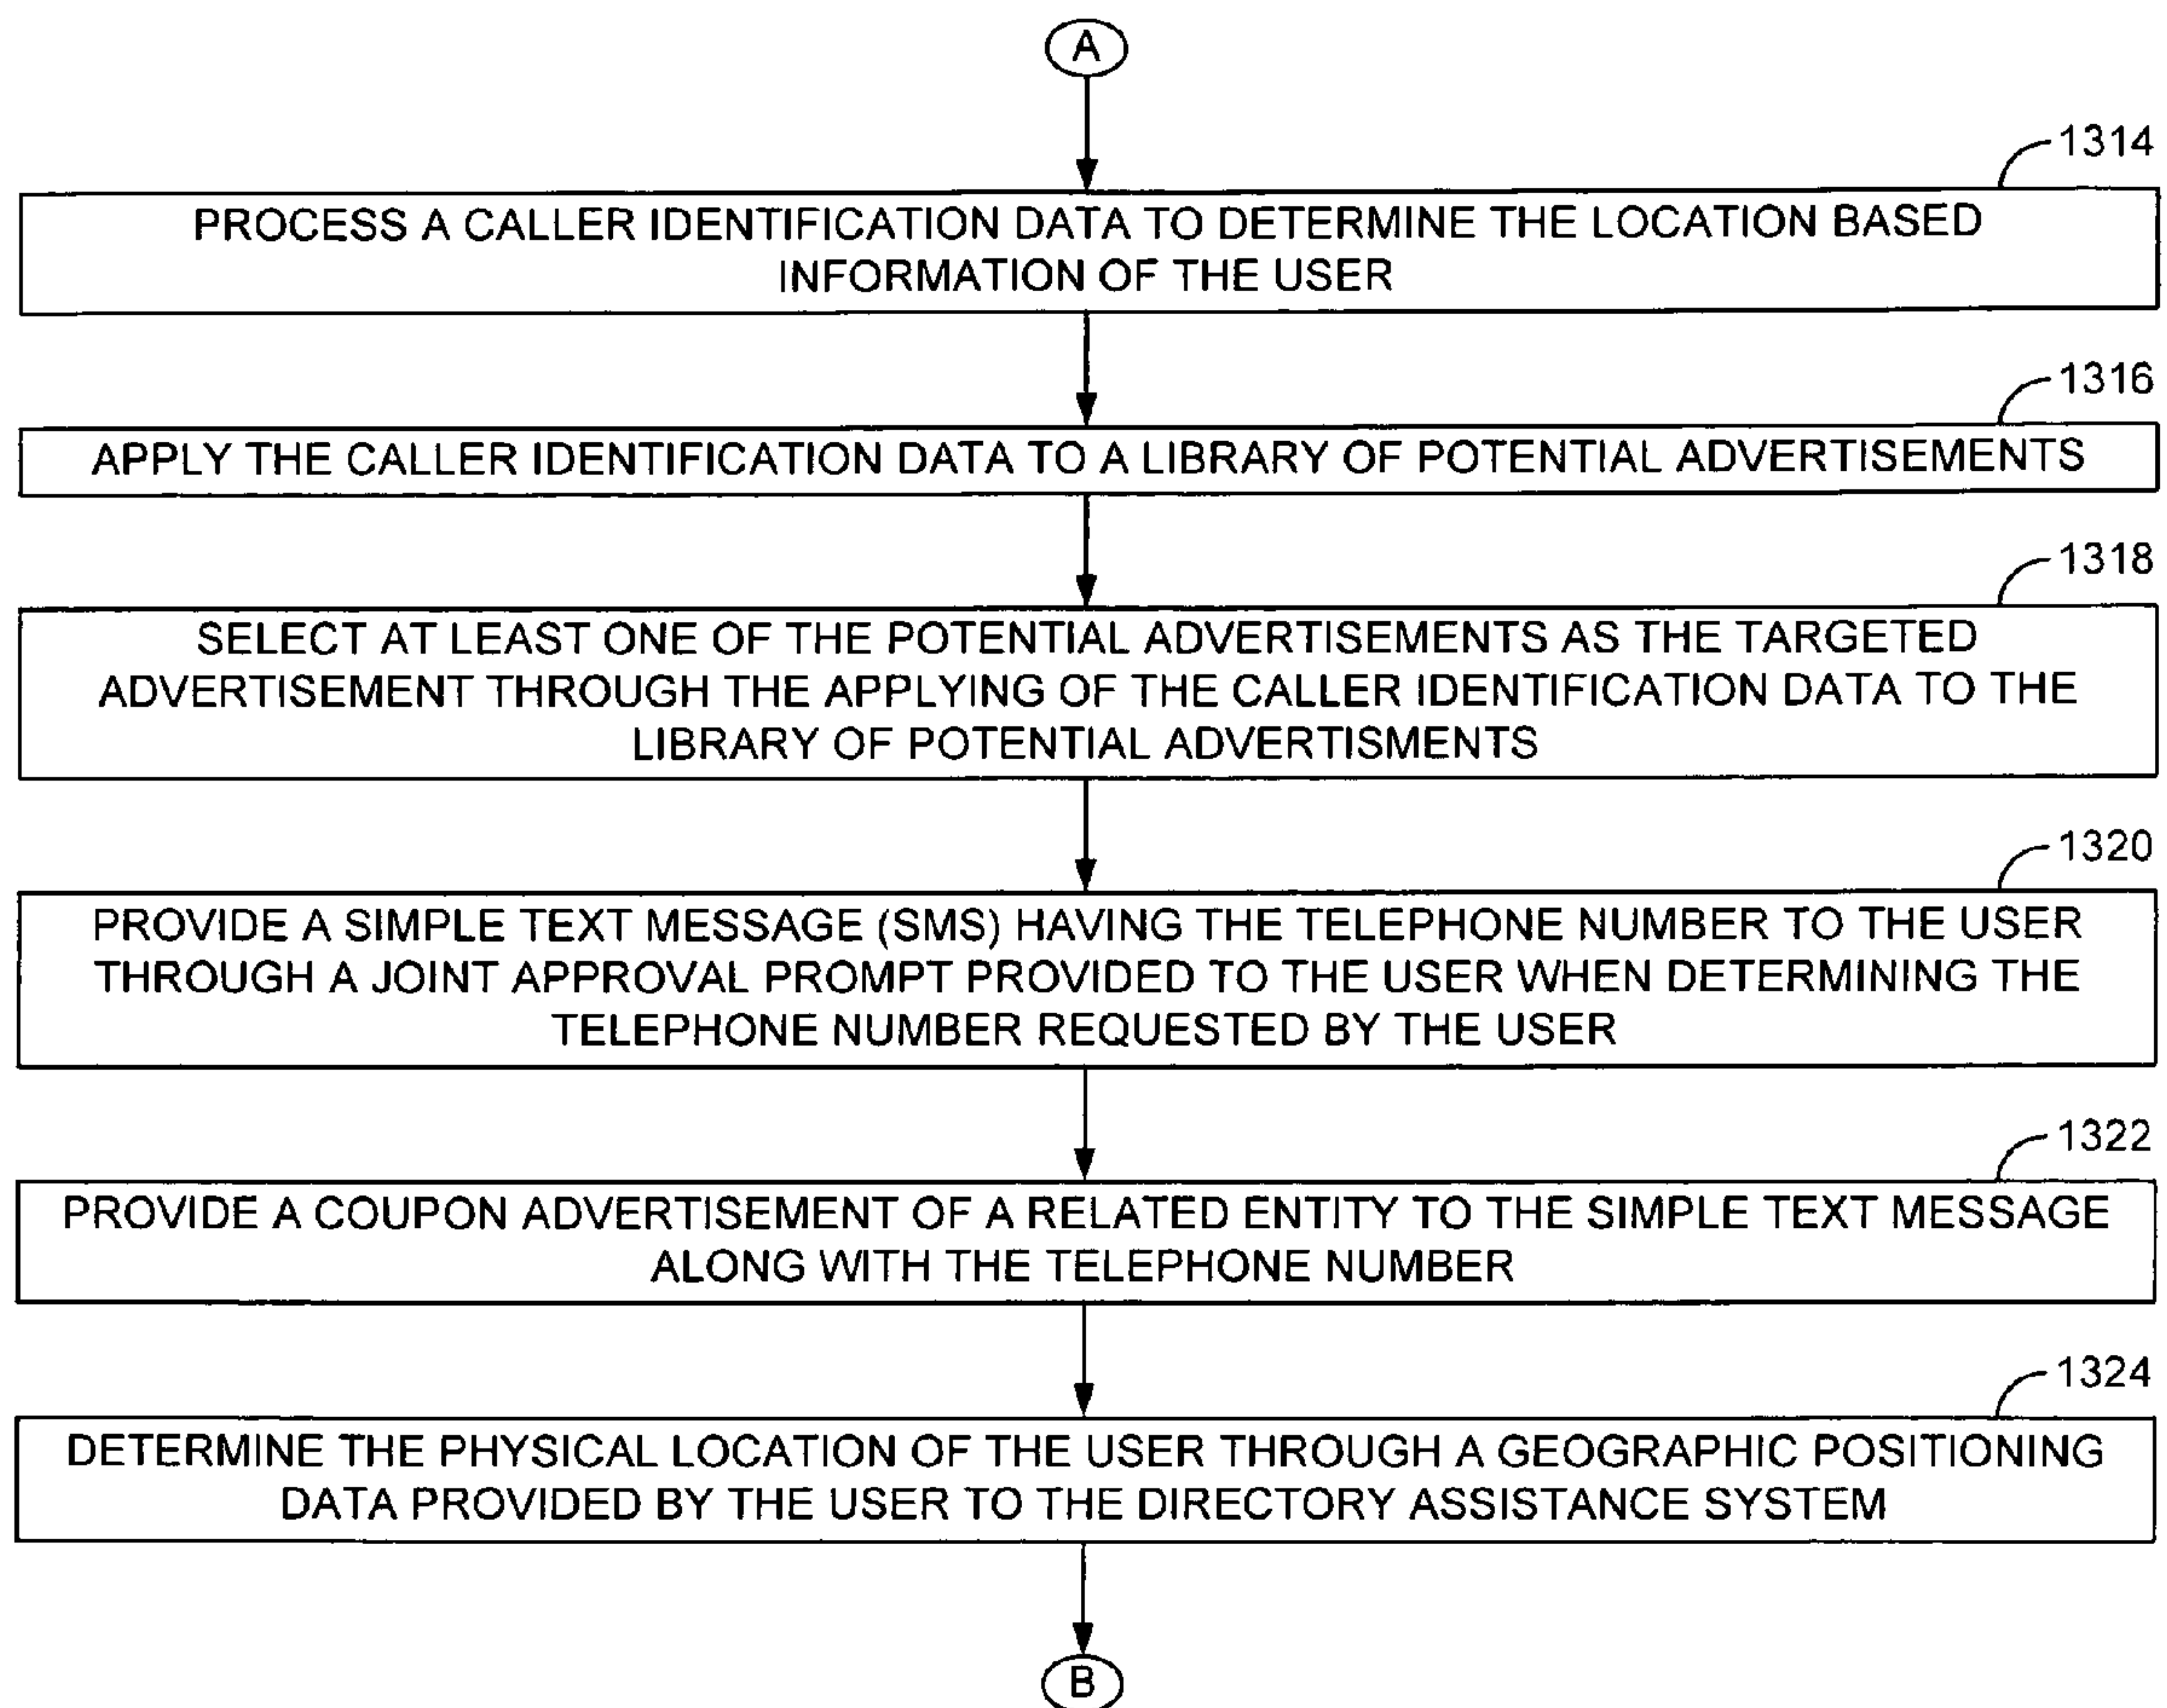 A
1314
PROCESS A CALLER IDENTIFICATION DATA TO DETERMINE THE LOCATION BASED
INFORMATION OF THE USER
1316
APPLY THE CALLER IDENTIFICATION DATA TO A LIBRARY OF POTENTIAL ADVERTISEMENTS
1318
SELECT AT LEAST ONE OF THE POTENTIAL ADVERTISEMENTS AS THE TARGETED
ADVERTISEMENT THROUGH THE APPLYING OF THE CALLER IDENTIFICATION DATA TO THE
LIBRARY OF POTENTIAL ADVERTISMENTS
1320
PROVIDE A SIMPLE TEXT MESSAGE (SMS) HAVING THE TELEPHONE NUMBER TO THE USER
THROUGH A JOINT APPROVAL PROMPT PROVIDED TO THE USER WHEN DETERMINING THE
TELEPHONE NUMBER REQUESTED BY THE USER
1322
PROVIDE A COUPON ADVERTISEMENT OF A RELATED ENTITY TO THE SIMPLE TEXT MESSAGE
ALONG WITH THE TELEPHONE NUMBER
1324
DETERMINE THE PHYSICAL LOCATION OF THE USER THROUGH A GEOGRAPHIC POSITIONING
DATA PROVIDED BY THE USER TO THE DIRECTORY ASSISTANCE SYSTEM
B